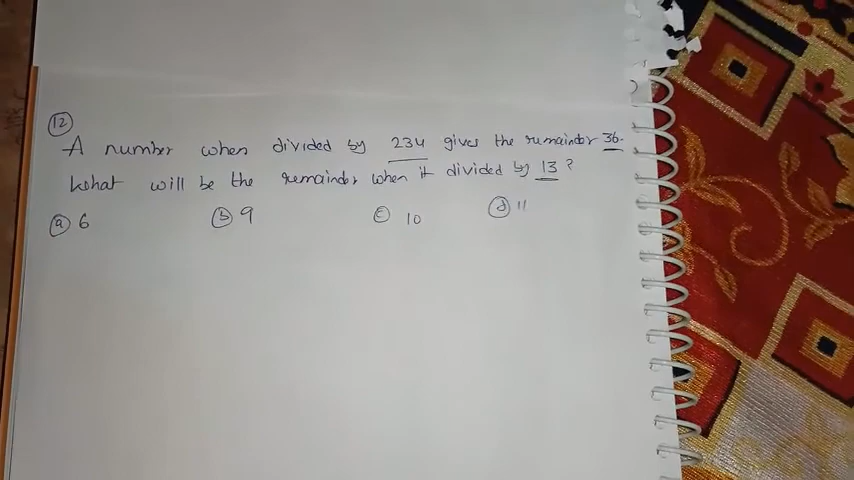 12
A number when divided by 234 gives the remainder 36.
What will be the remainder when it divided by 13 ?
a 6 b 9 c 10 d 11